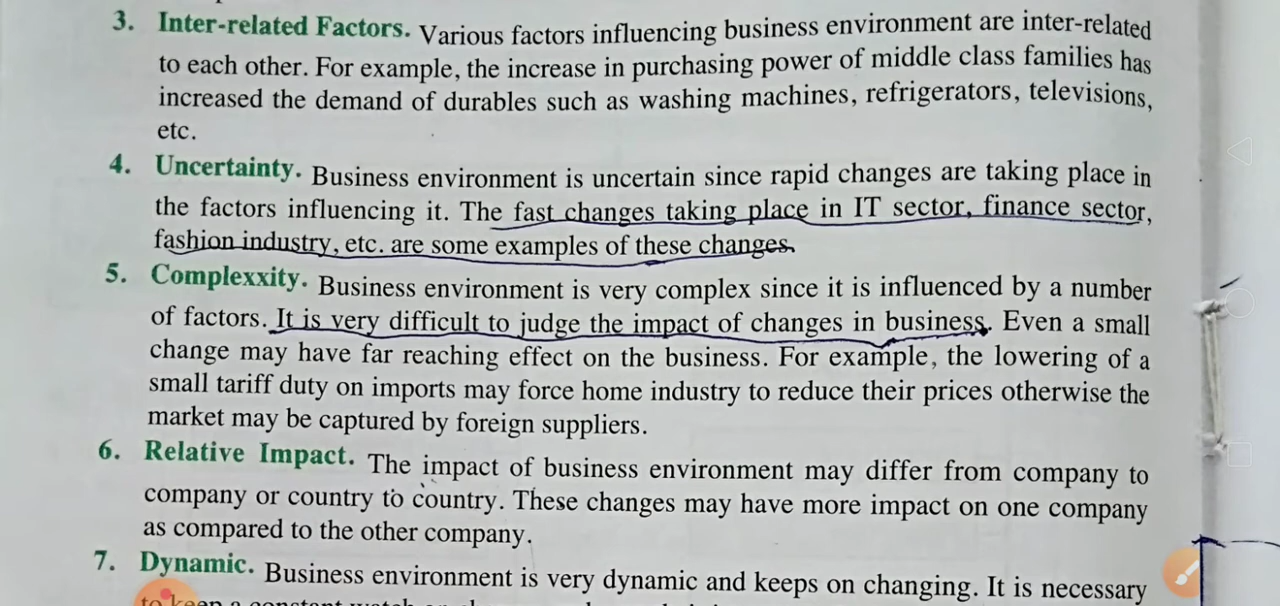 3. Inter-related Factors. Various factors influencing business environment are inter-related
to each other. For example, the increase in purchasing power of middle class families has
increased the demand of durables such as washing machines, refrigerators, televisions,
etc.
4. Uncertainty. Business environment is uncertain since rapid changes are taking place in
the factors influencing it. The fast changes taking place in IT sector, finance sector,
fashion industry, etc. are some examples of these changes.
5. Complexxity. Business environment is very complex since it is influenced by a number
of factors. It is very difficult to judge the impact of changes in business. Even a small
change may have far reaching effect on the business. For example, the lowering of a
small tariff duty on imports may force home industry to reduce their prices otherwise the
market may be captured by foreign suppliers.
6. Relative Impact. The impact of business environment may differ from company to
company or country to country. These changes may have more impact on one company
as compared to the other company.
7. Dynamic. Business environment is very dynamic and keeps on changing. It is necessary
to keep a constant watch on